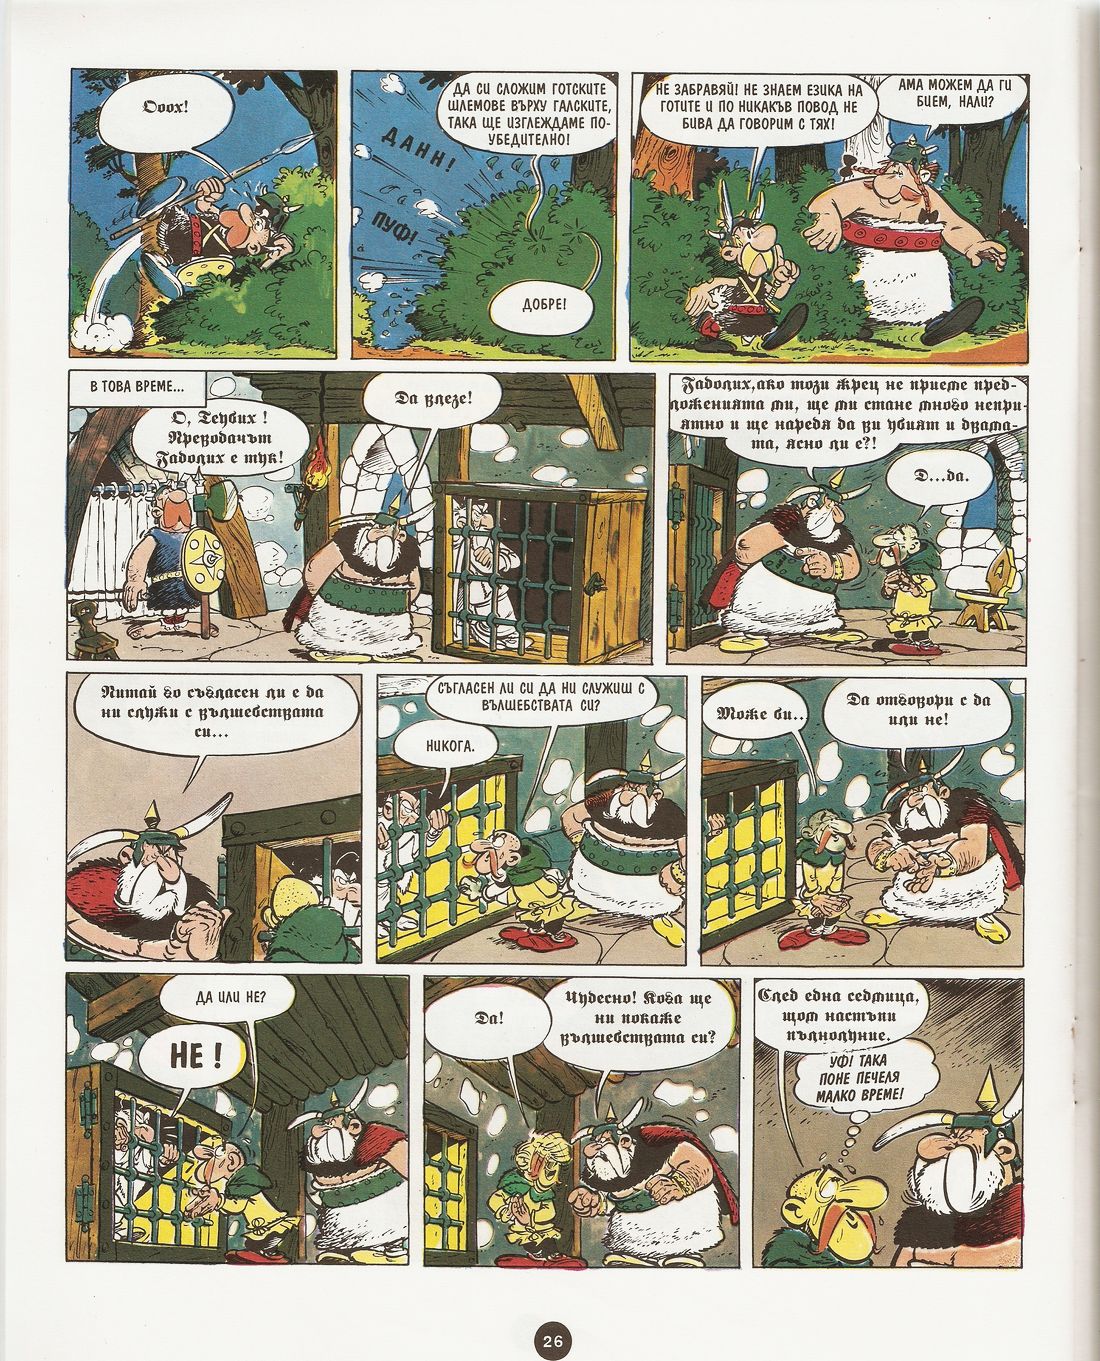 Ооох!
ДАНН!
ПУФ!
ДА СИ СЛОЖИМ ГОТСКИТЕ
ШЛЕМОВЕ ВЪРХУ ГАЛСКИТЕ,
ТАКА ЩЕ ИЗГЛЕЖДАМЕ ПО-
УБЕДИТЕЛНО!
ДОБРЕ!
НЕ ЗАБРАВЯЙ! НЕ ЗНАЕМ ЕЗИКА НА
ГОТИТЕ И ПО НИКАКЪВ ПОВОД НЕ
БИВА ДА ГОВОРИМ С ТЯХ!
АМА МОЖЕМ ДА ГИ
БИЕМ, НАЛИ?
В ТОВА ВРЕМЕ...
О, Теувих!
Преводачът
Гадолих е тук!
Да влезе!
Гадолих, ако този жрец не приеме пред-
ложенията ми, ще ми стане много непри-
ятно и ще наредя да ви убият и двама-
та, ясно ли е?!
Д...да.
Питай го съгласен ли е да
ни служи с вълшебствата
си...
СЪГЛАСЕН ЛИ СИ ДА НИ СЛУЖИШ С
ВЪЛШЕБСТВАТА СИ?
НИКОГА.
Може би..
Да отговори с да
или не!
ДА ИЛИ НЕ?
НЕ!
Да!
Чудесно! Кога ще
ни покаже
вълшебствата си?
След една седмица,
щом настъпи
пълнолуние.
УФ! ТАКА
ПОНЕ ПЕЧЕЛЯ
МАЛКО ВРЕМЕ!
26